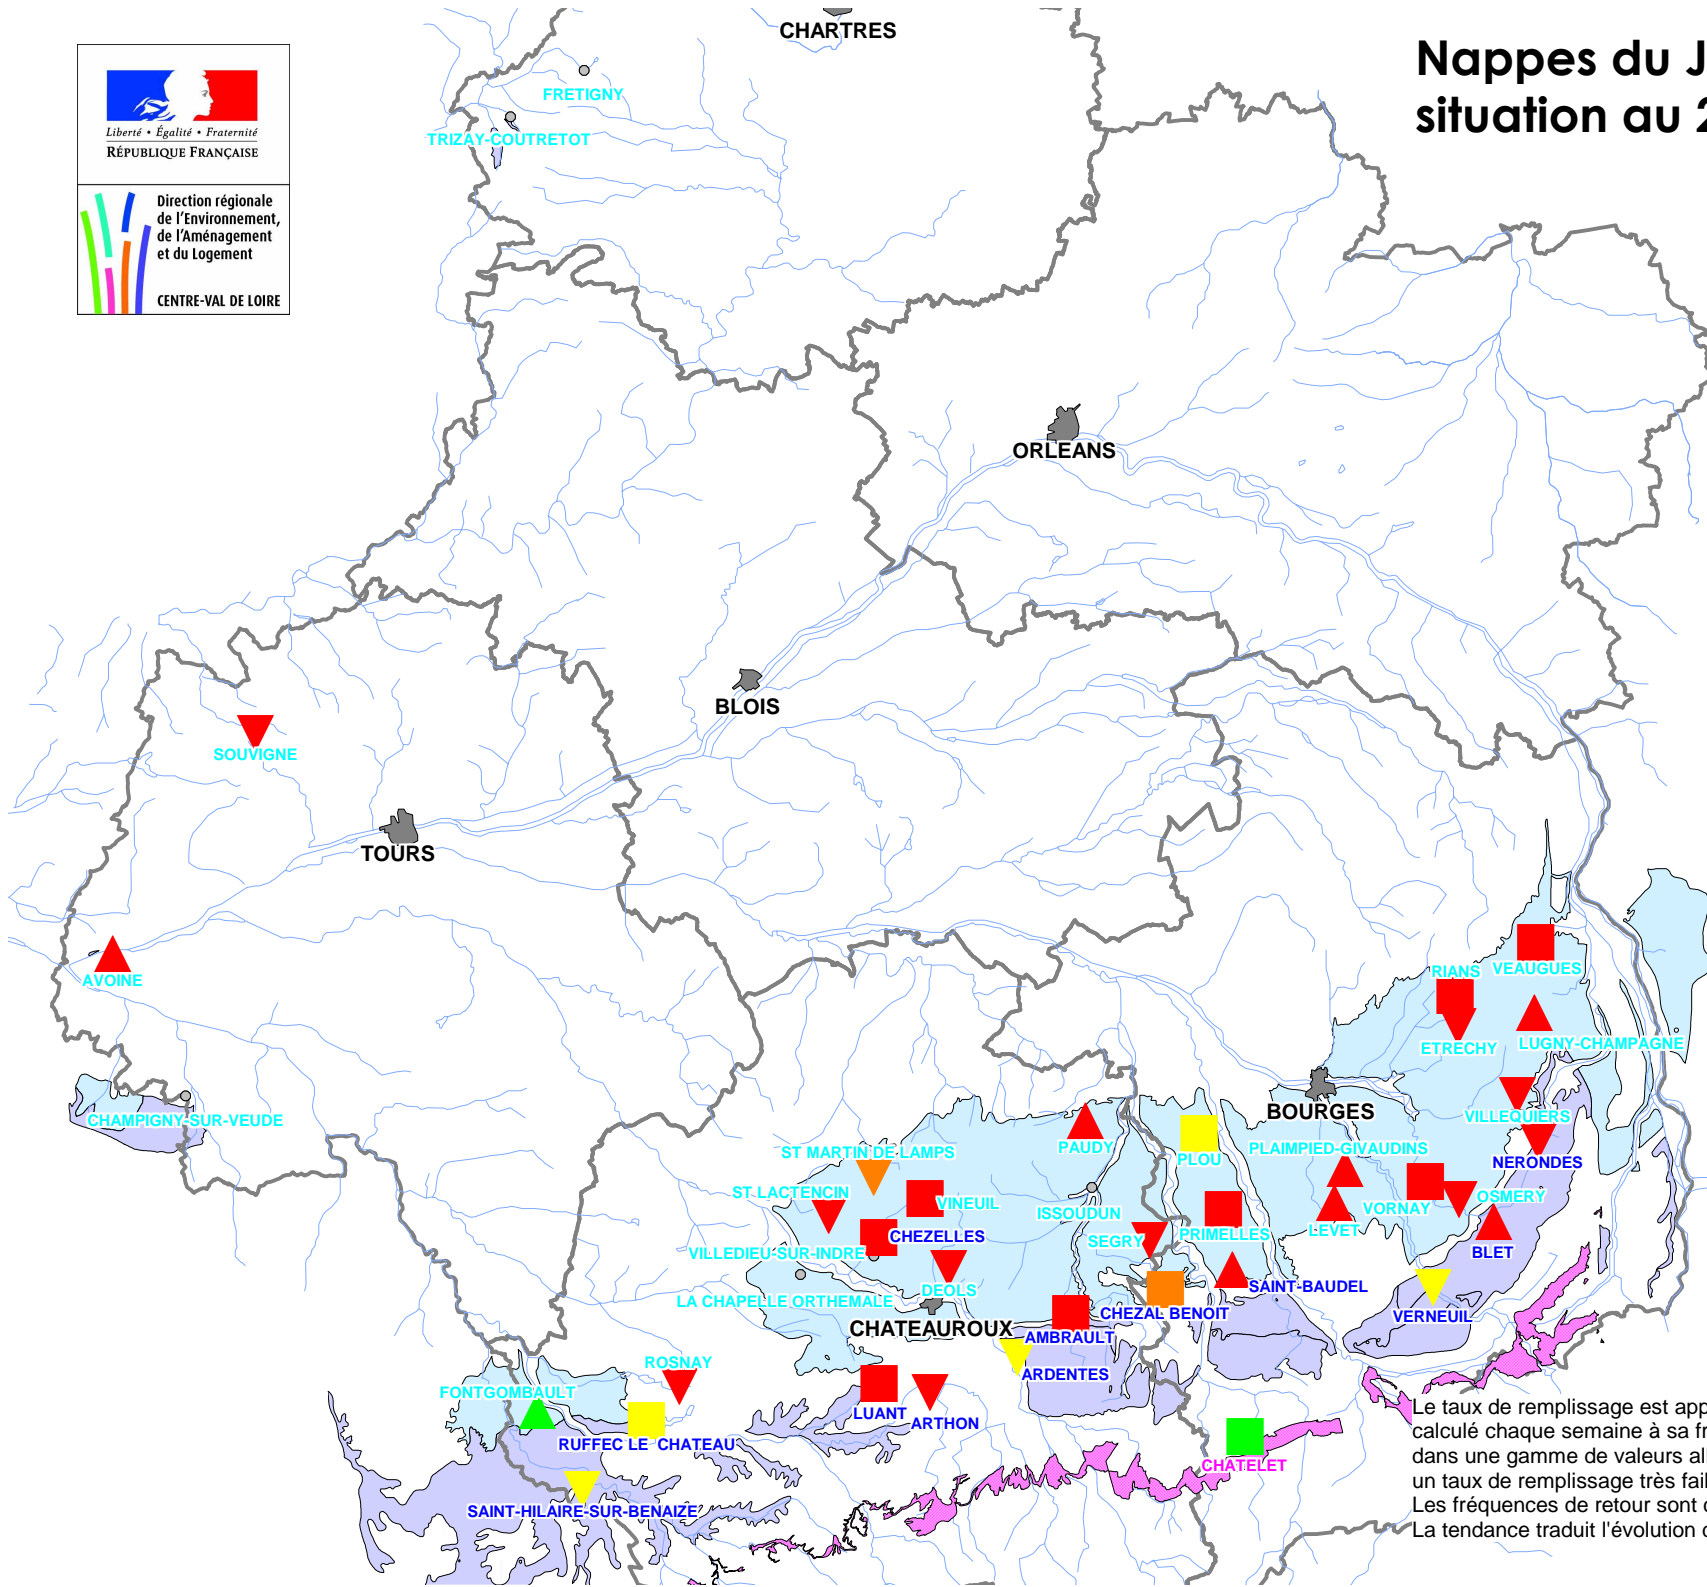 CHARTRES
Nappes du J
situation au 2
FRETIGNY
TRIZAY-COUTRETOT
Liberté • Égalité • Fraternité
RÉPUBLIQUE FRANÇAISE
Direction régionale
de l'Environnement,
de l'Aménagement
et du Logement
CENTRE-VAL DE LOIRE
ORLEANS
BLOIS
SOUVIGNE
TOURS
AVOINE
RIANS
VEAUGUES
ETRECHY
LUGNY-CHAMPAGNE
CHAMPIGNY-SUR-VEUDE
BOURGES
VILLEQUIERS
ST MARTIN DE LAMPS
PAUDY
PLOU
PLAIMPIED-GIVAUDINS
NERONDES
ST LACTENCIN
VINEUIL
ISSOUDUN
VORNAY
OSMERY
CHEZELLES
SEGRY
PRIMELLES
LEVET
VILLEDIEU-SUR-INDRE
BLET
DEOLS
SAINT-BAUDEL
LA CHAPELLE ORTHEMALE
CHEZAL BENOIT
VERNEUIL
CHATEAUROUX
AMBRAULT
ROSNAY
ARDENTES
FONTGOMBAULT
LUANT
ARTHON
RUFFEC LE CHATEAU
CHATELET
SAINT-HILAIRE-SUR-BENAIZE
Le taux de remplissage est app
calculé chaque semaine à sa fr
dans une gamme de valeurs all
un taux de remplissage très fail
Les fréquences de retour sont c
La tendance traduit l'évolution d